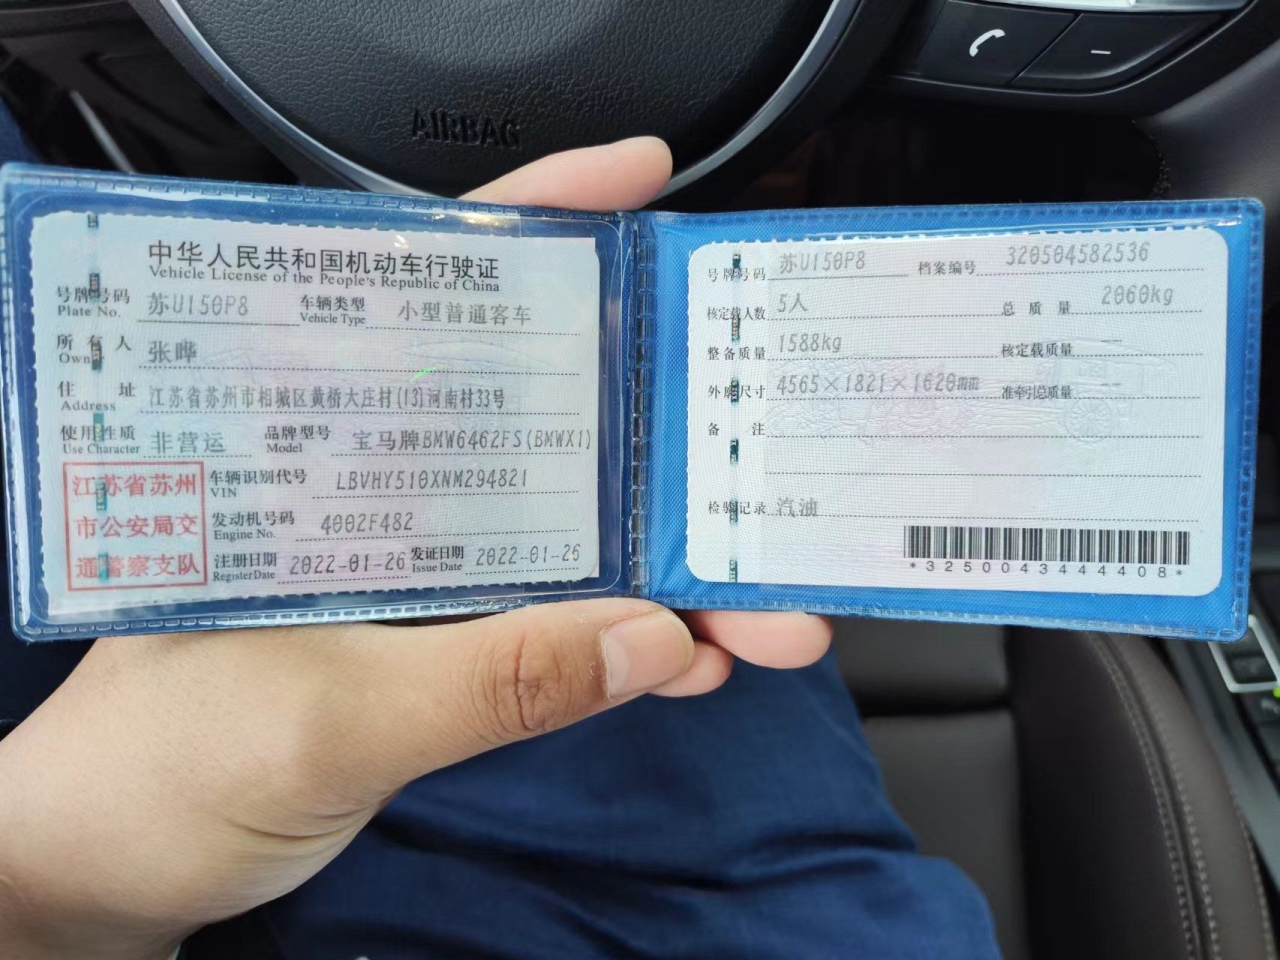 AIRBAG
中华人民共和国机动车行驶证
Vehicle License of the People's Republic of China
号牌号码 苏U150P8 车辆类型 小型普通客车
Plate No. Vehicle Type
所有人 张晔
Owner
住址 江苏省苏州市相城区黄桥大庄村(13)河南村33号
Address
使用性质 非营运 品牌型号 宝马牌BMW6462FS(BMWX1)
Use Character Model
江苏省苏州
市公安局交
通警察支队
车辆识别代号 LBVHY510XNM294821
VIN
发动机号码 4002F482
Engine No.
注册日期 2022-01-26 发证日期 2022-01-26
Register Date Issue Date
号牌号码 苏U150P8 档案编号 320504582536
核定载人数 5人 总质量 2060kg
整备质量 1588kg 核定载质量 --
外廓尺寸 4565×1821×1620mm 准牵引总质量 --
备注
检验记录 汽油
*3250043444408*